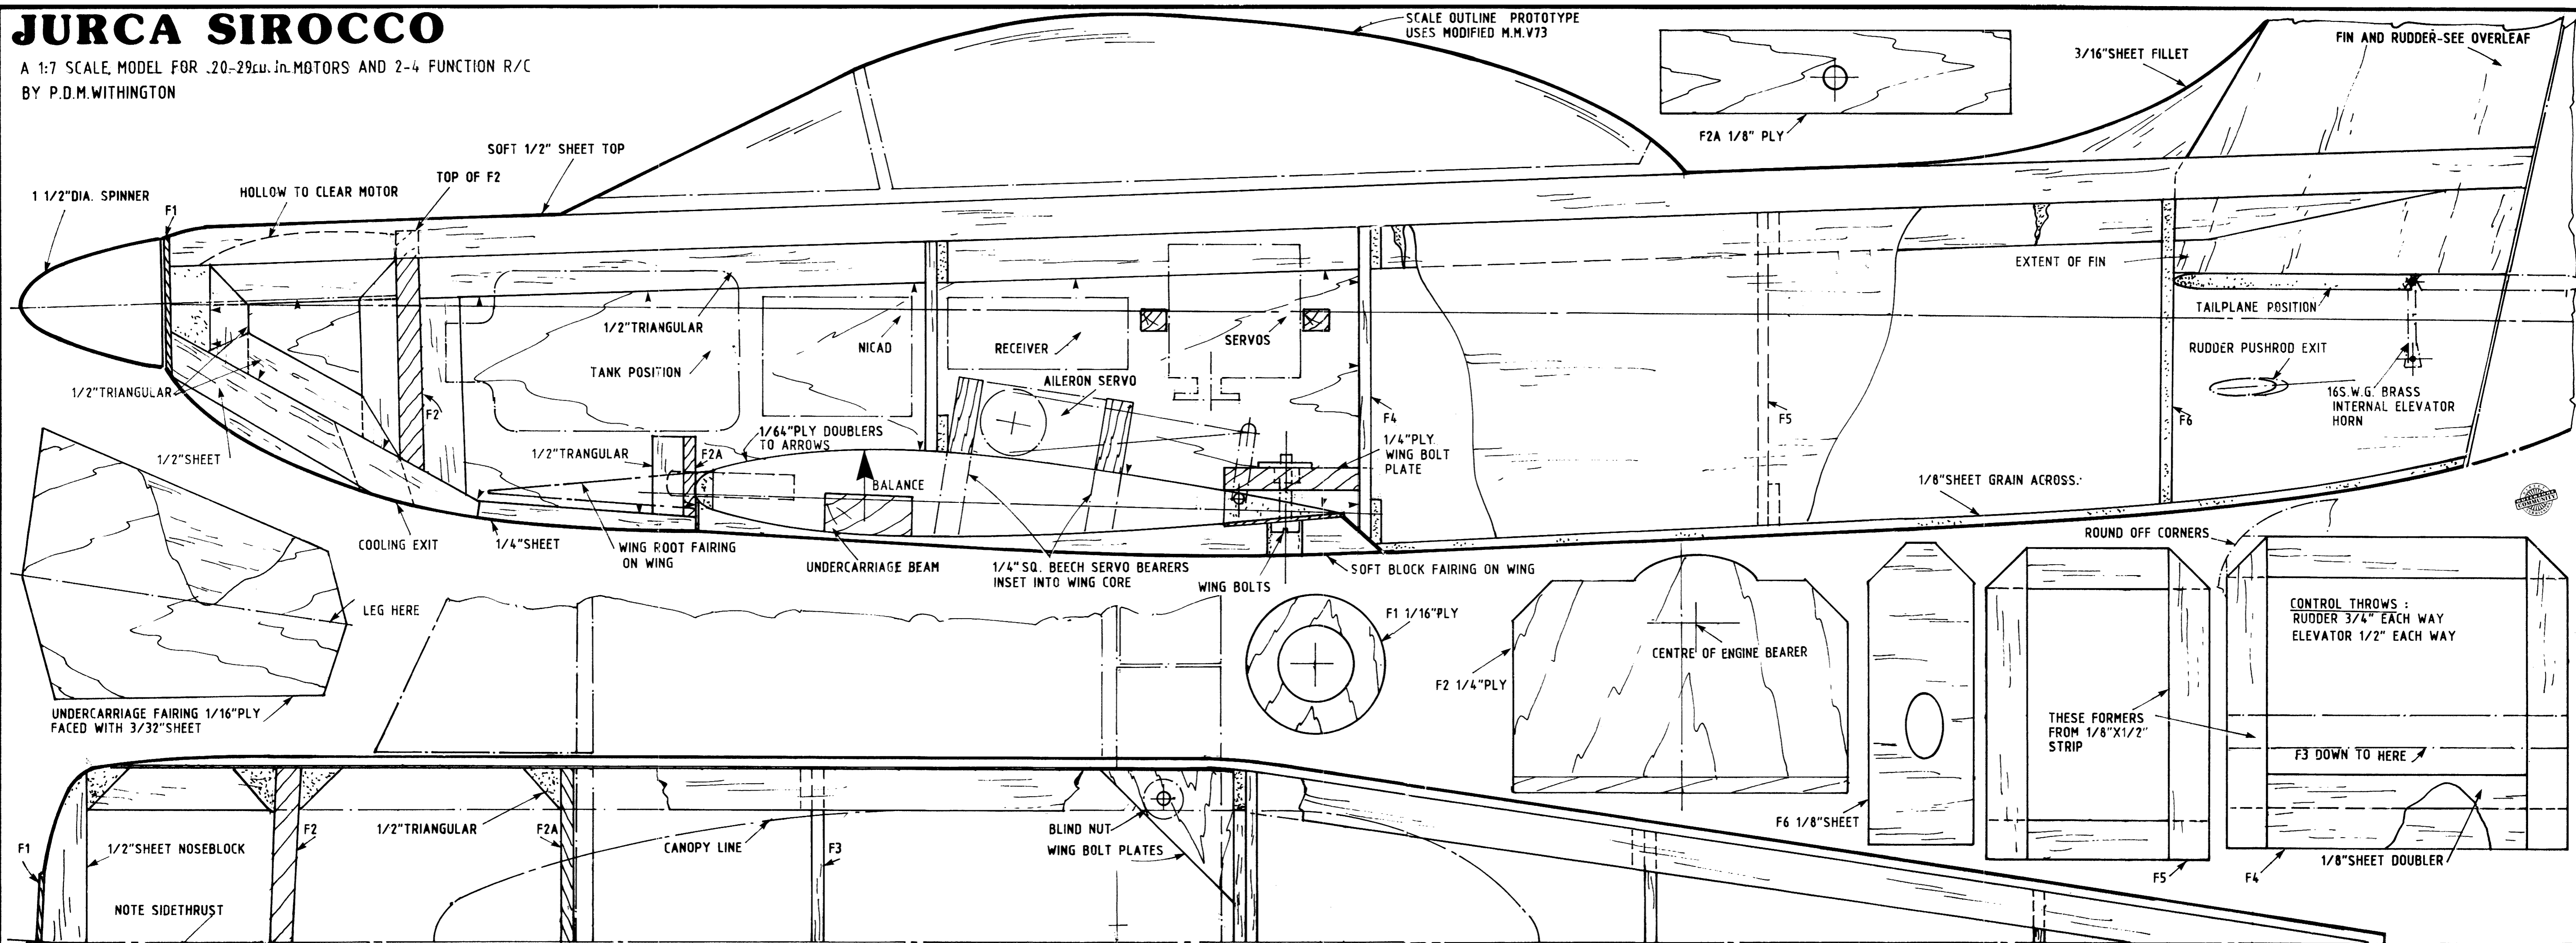 JURCA SIROCCO
A 1:7 SCALE MODEL FOR .20-29cu.in. MOTORS AND 2-4 FUNCTION R/C
BY P.D.M.WITHINGTON
SCALE OUTLINE PROTOTYPE
USES MODIFIED M.M.V73
F2A 1/8" PLY
3/16"SHEET FILLET
FIN AND RUDDER-SEE OVERLEAF
SOFT 1/2" SHEET TOP
TOP OF F2
HOLLOW TO CLEAR MOTOR
1 1/2"DIA. SPINNER
F1
1/2"TRIANGULAR
TANK POSITION
NICAD
RECEIVER
SERVOS
AILERON SERVO
EXTENT OF FIN
TAILPLANE POSITION
RUDDER PUSHROD EXIT
16S.W.G. BRASS
INTERNAL ELEVATOR
HORN
1/2"TRIANGULAR
F2
F4
F5
F6
1/64"PLY DOUBLERS
TO ARROWS
1/4"PLY.
WING BOLT
PLATE
1/2"SHEET
1/2"TRANGULAR
F2A
BALANCE
1/8"SHEET GRAIN ACROSS.
COOLING EXIT
1/4"SHEET
WING ROOT FAIRING
ON WING
UNDERCARRIAGE BEAM
1/4"SQ. BEECH SERVO BEARERS
INSET INTO WING CORE
WING BOLTS
SOFT BLOCK FAIRING ON WING
ROUND OFF CORNERS
LEG HERE
UNDERCARRIAGE FAIRING 1/16"PLY
FACED WITH 3/32"SHEET
F1 1/16"PLY
CENTRE OF ENGINE BEARER
F2 1/4"PLY
CONTROL THROWS :
RUDDER 3/4" EACH WAY
ELEVATOR 1/2" EACH WAY
THESE FORMERS
FROM 1/8"X1/2"
STRIP
F3 DOWN TO HERE
F6 1/8"SHEET
F5
F4
1/8"SHEET DOUBLER
F1
1/2"SHEET NOSEBLOCK
F2
1/2"TRIANGULAR
F2A
CANOPY LINE
F3
BLIND NUT
WING BOLT PLATES
NOTE SIDETHRUST